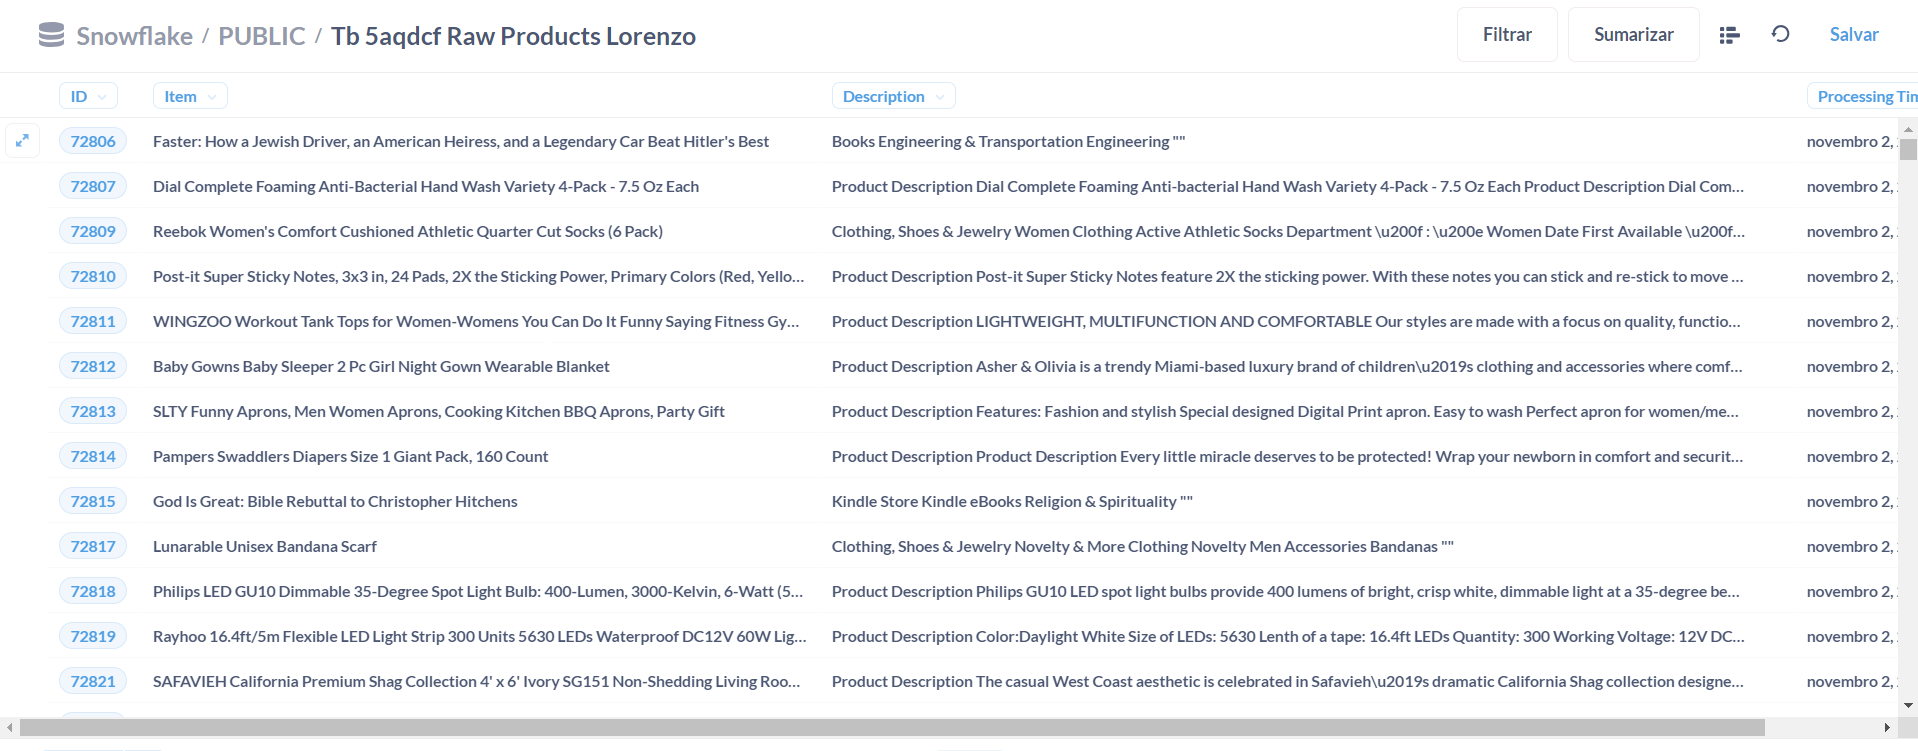 Snowflake / PUBLIC / Tb 5aqdcf Raw Products Lorenzo Filtrar Sumarizar Salvar
ID Item Description Processing Tim
72806 Faster: How a Jewish Driver, an American Heiress, and a Legendary Car Beat Hitler's Best Books Engineering & Transportation Engineering "" novembro 2,
72807 Dial Complete Foaming Anti-Bacterial Hand Wash Variety 4-Pack - 7.5 Oz Each Product Description Dial Complete Foaming Anti-bacterial Hand Wash Variety 4-Pack - 7.5 Oz Each Product Description Dial Com... novembro 2,
72809 Reebok Women's Comfort Cushioned Athletic Quarter Cut Socks (6 Pack) Clothing, Shoes & Jewelry Women Clothing Active Athletic Socks Department \u200f : \u200e Women Date First Available \u200f... novembro 2,
72810 Post-it Super Sticky Notes, 3x3 in, 24 Pads, 2X the Sticking Power, Primary Colors (Red, Yello... Product Description Post-it Super Sticky Notes feature 2X the sticking power. With these notes you can stick and re-stick to move ... novembro 2,
72811 WINGZOO Workout Tank Tops for Women-Womens You Can Do It Funny Saying Fitness Gy... Product Description LIGHTWEIGHT, MULTIFUNCTION AND COMFORTABLE Our styles are made with a focus on quality, functio... novembro 2,
72812 Baby Gowns Baby Sleeper 2 Pc Girl Night Gown Wearable Blanket Product Description Asher & Olivia is a trendy Miami-based luxury brand of children\u2019s clothing and accessories where comf... novembro 2,
72813 SLTY Funny Aprons, Men Women Aprons, Cooking Kitchen BBQ Aprons, Party Gift Product Description Features: Fashion and stylish Special designed Digital Print apron. Easy to wash Perfect apron for women/me... novembro 2,
72814 Pampers Swaddlers Diapers Size 1 Giant Pack, 160 Count Product Description Product Description Every little miracle deserves to be protected! Wrap your newborn in comfort and securit... novembro 2,
72815 God Is Great: Bible Rebuttal to Christopher Hitchens Kindle Store Kindle eBooks Religion & Spirituality "" novembro 2,
72817 Lunarable Unisex Bandana Scarf Clothing, Shoes & Jewelry Novelty & More Clothing Novelty Men Accessories Bandanas "" novembro 2,
72818 Philips LED GU10 Dimmable 35-Degree Spot Light Bulb: 400-Lumen, 3000-Kelvin, 6-Watt (5... Product Description Philips GU10 LED spot light bulbs provide 400 lumens of bright, crisp white, dimmable light at a 35-degree be... novembro 2,
72819 Rayhoo 16.4ft/5m Flexible LED Light Strip 300 Units 5630 LEDs Waterproof DC12V 60W Lig... Product Description Color:Daylight White Size of LEDs: 5630 Lenth of a tape: 16.4ft LEDs Quantity: 300 Working Voltage: 12V DC... novembro 2,
72821 SAFAVIEH California Premium Shag Collection 4' x 6' Ivory SG151 Non-Shedding Living Roo... Product Description The casual West Coast aesthetic is celebrated in Safavieh\u2019s dramatic California Shag collection designe... novembro 2,